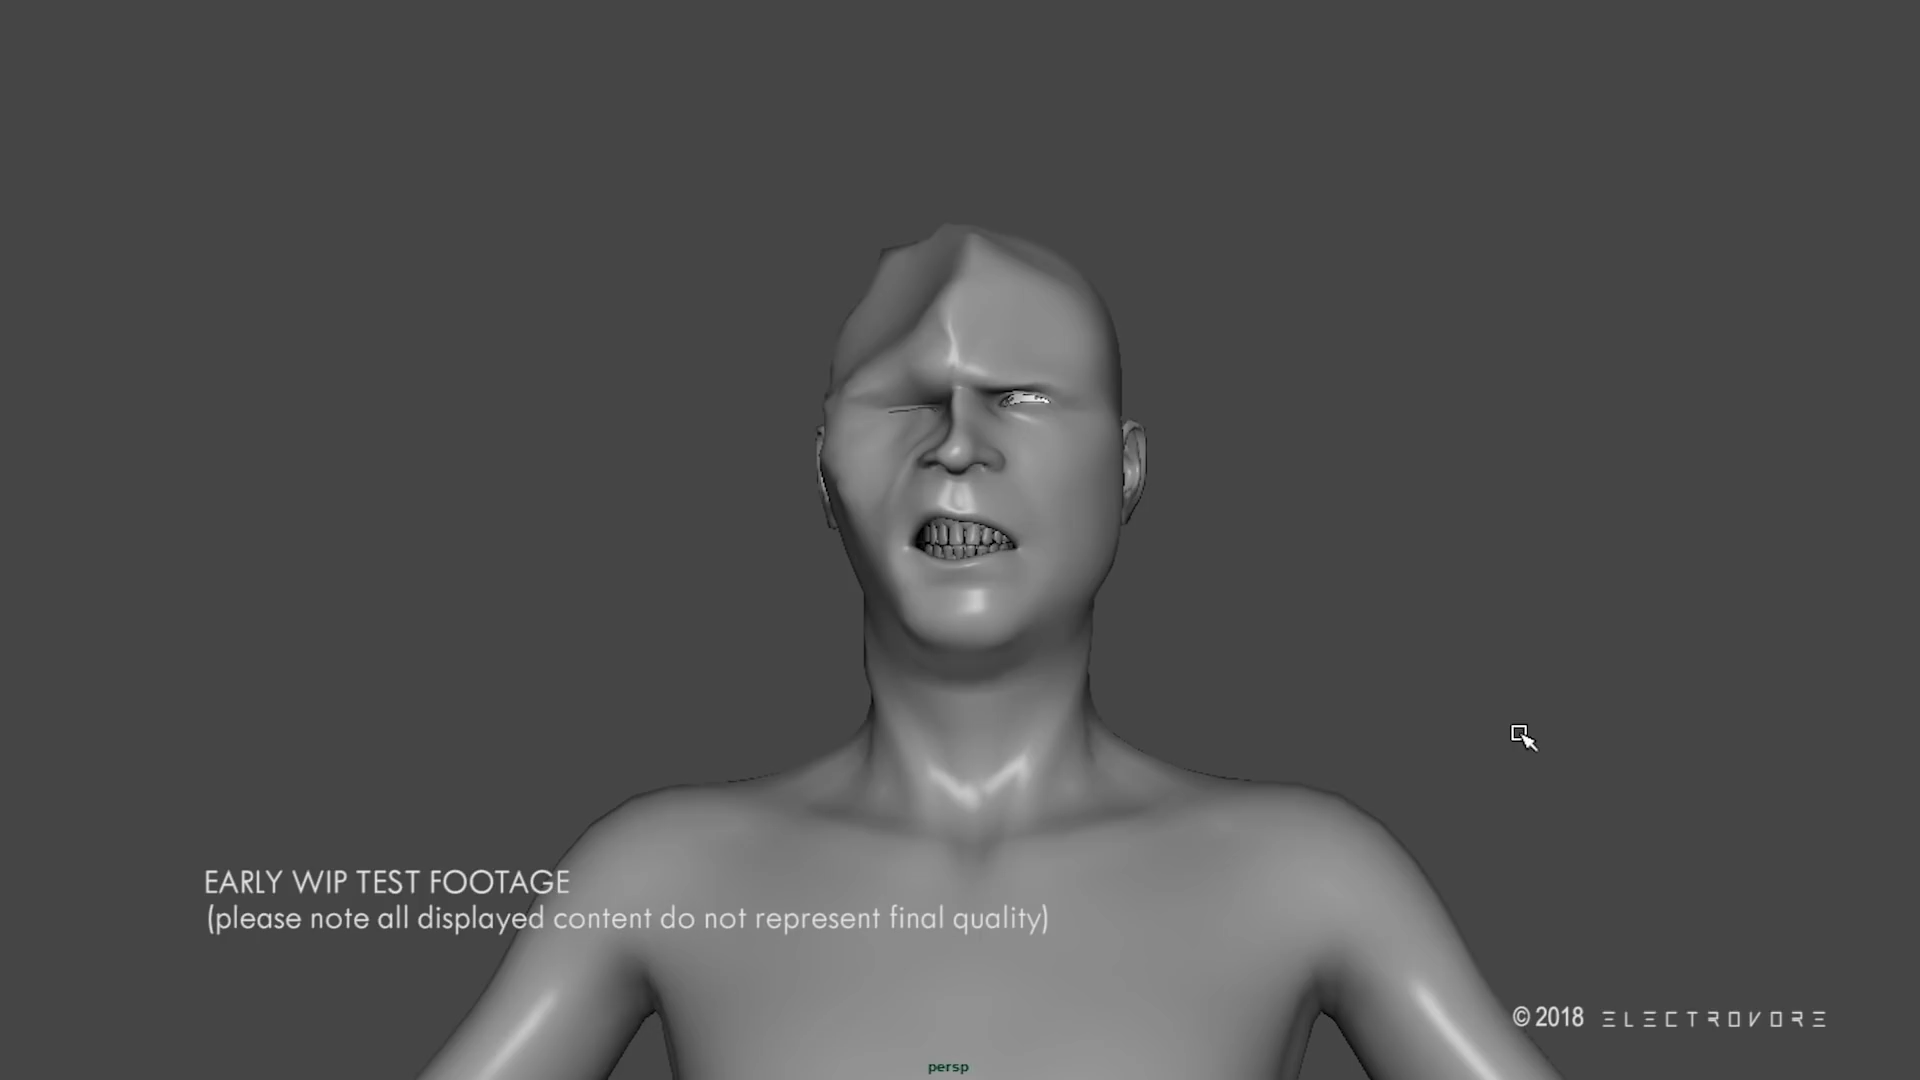 EARLY WIP TEST FOOTAGE
(please note all displayed content do not represent final quality)
©2018 ELECTROVORE
persp